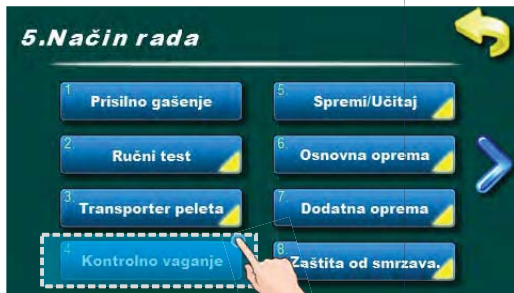 5.Način rada
1. Prisilno gašenje
2. Ručni test
3. Transporter peleta
4. Kontrolno vaganje
5. Spremi/Učitaj
6. Osnovna oprema
7. Dodatna oprema
8. Zaštita od smrzava.